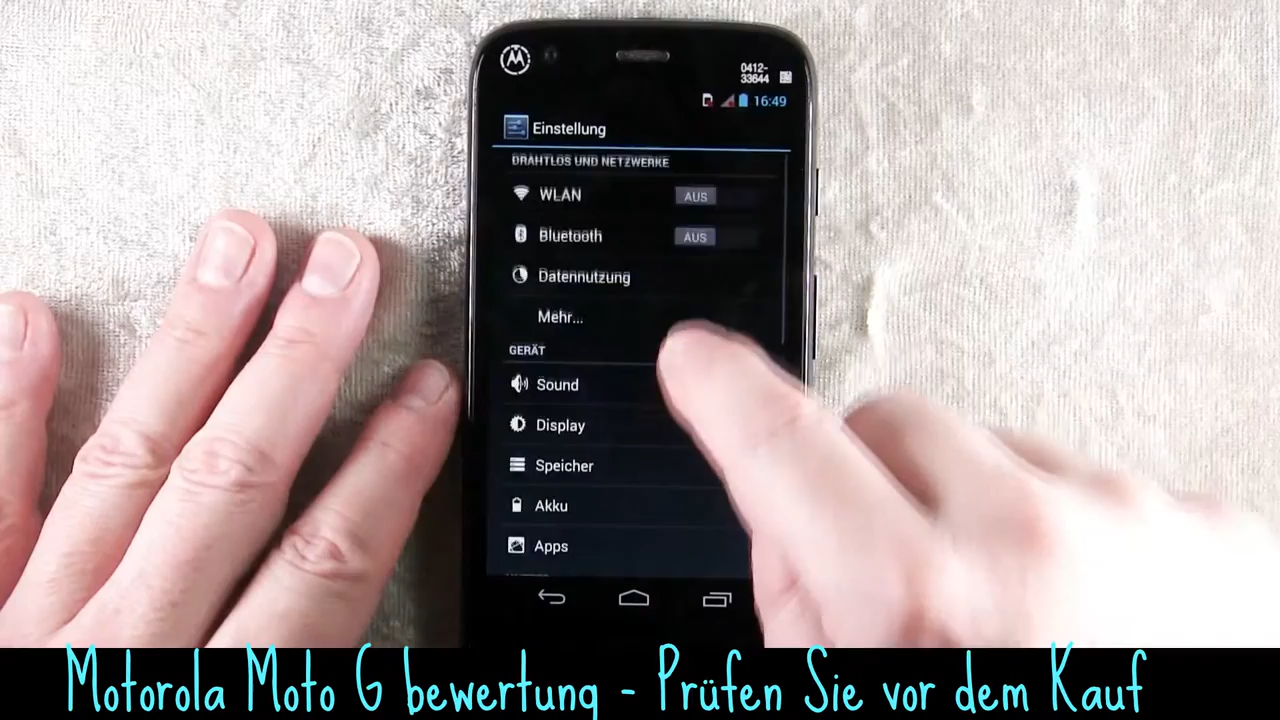 0412-
33644
16:49
Einstellung
DRAHTLOS UND NETZWERKE
WLAN AUS
Bluetooth AUS
Datennutzung
Mehr...
GERÄT
Sound
Display
Speicher
Akku
Apps
Motorola Moto G bewertung - Prüfen Sie vor dem Kauf